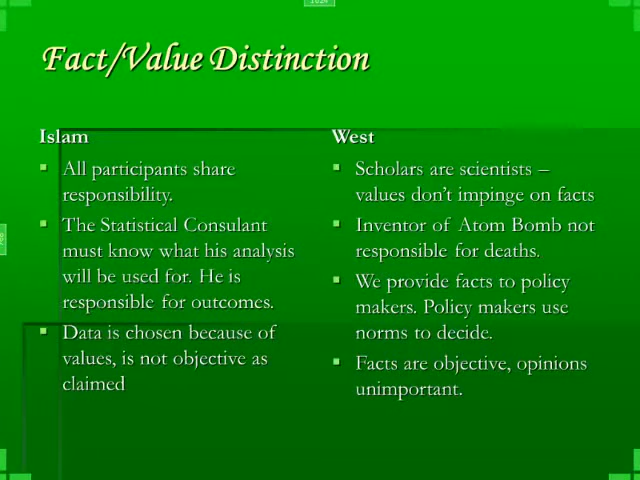 Fact/Value Distinction
Islam
All participants share
responsibility.
The Statistical Consulant
must know what his analysis
will be used for. He is
responsible for outcomes.
Data is chosen because of
values, is not objective as
claimed
West
Scholars are scientists –
values don't impinge on facts
Inventor of Atom Bomb not
responsible for deaths.
We provide facts to policy
makers. Policy makers use
norms to decide.
Facts are objective, opinions
unimportant.